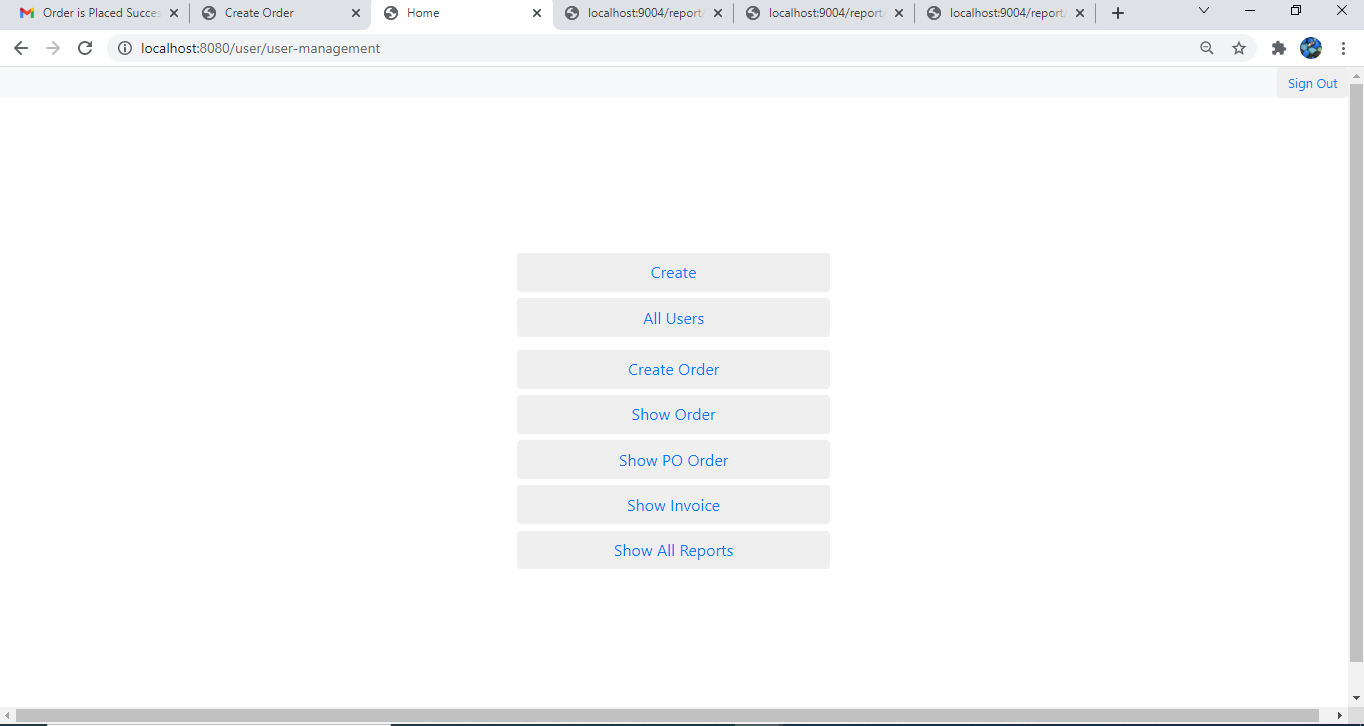 Order is Placed Succes
Create Order
Home
localhost:9004/report/
localhost:9004/report/
localhost:9004/report/
localhost:8080/user/user-management
Sign Out
Create
All Users
Create Order
Show Order
Show PO Order
Show Invoice
Show All Reports